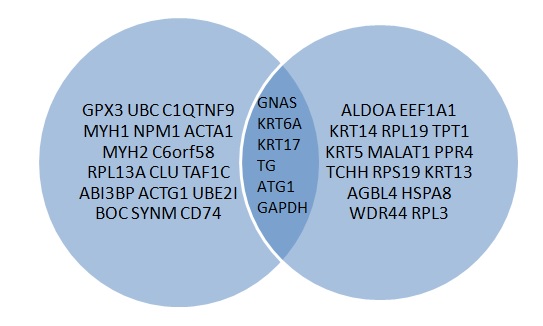 GPX3 UBC C1QTNF9
MYH1 NPM1 ACTA1
MYH2 C6orf58
RPL13A CLU TAF1C
ABI3BP ACTG1 UBE2I
BOC SYNM CD74
GNAS
KRT6A
KRT17
TG
ATG1
GAPDH
ALDOA EEF1A1
KRT14 RPL19 TPT1
KRT5 MALAT1 PPR4
TCHH RPS19 KRT13
AGBL4 HSPA8
WDR44 RPL3